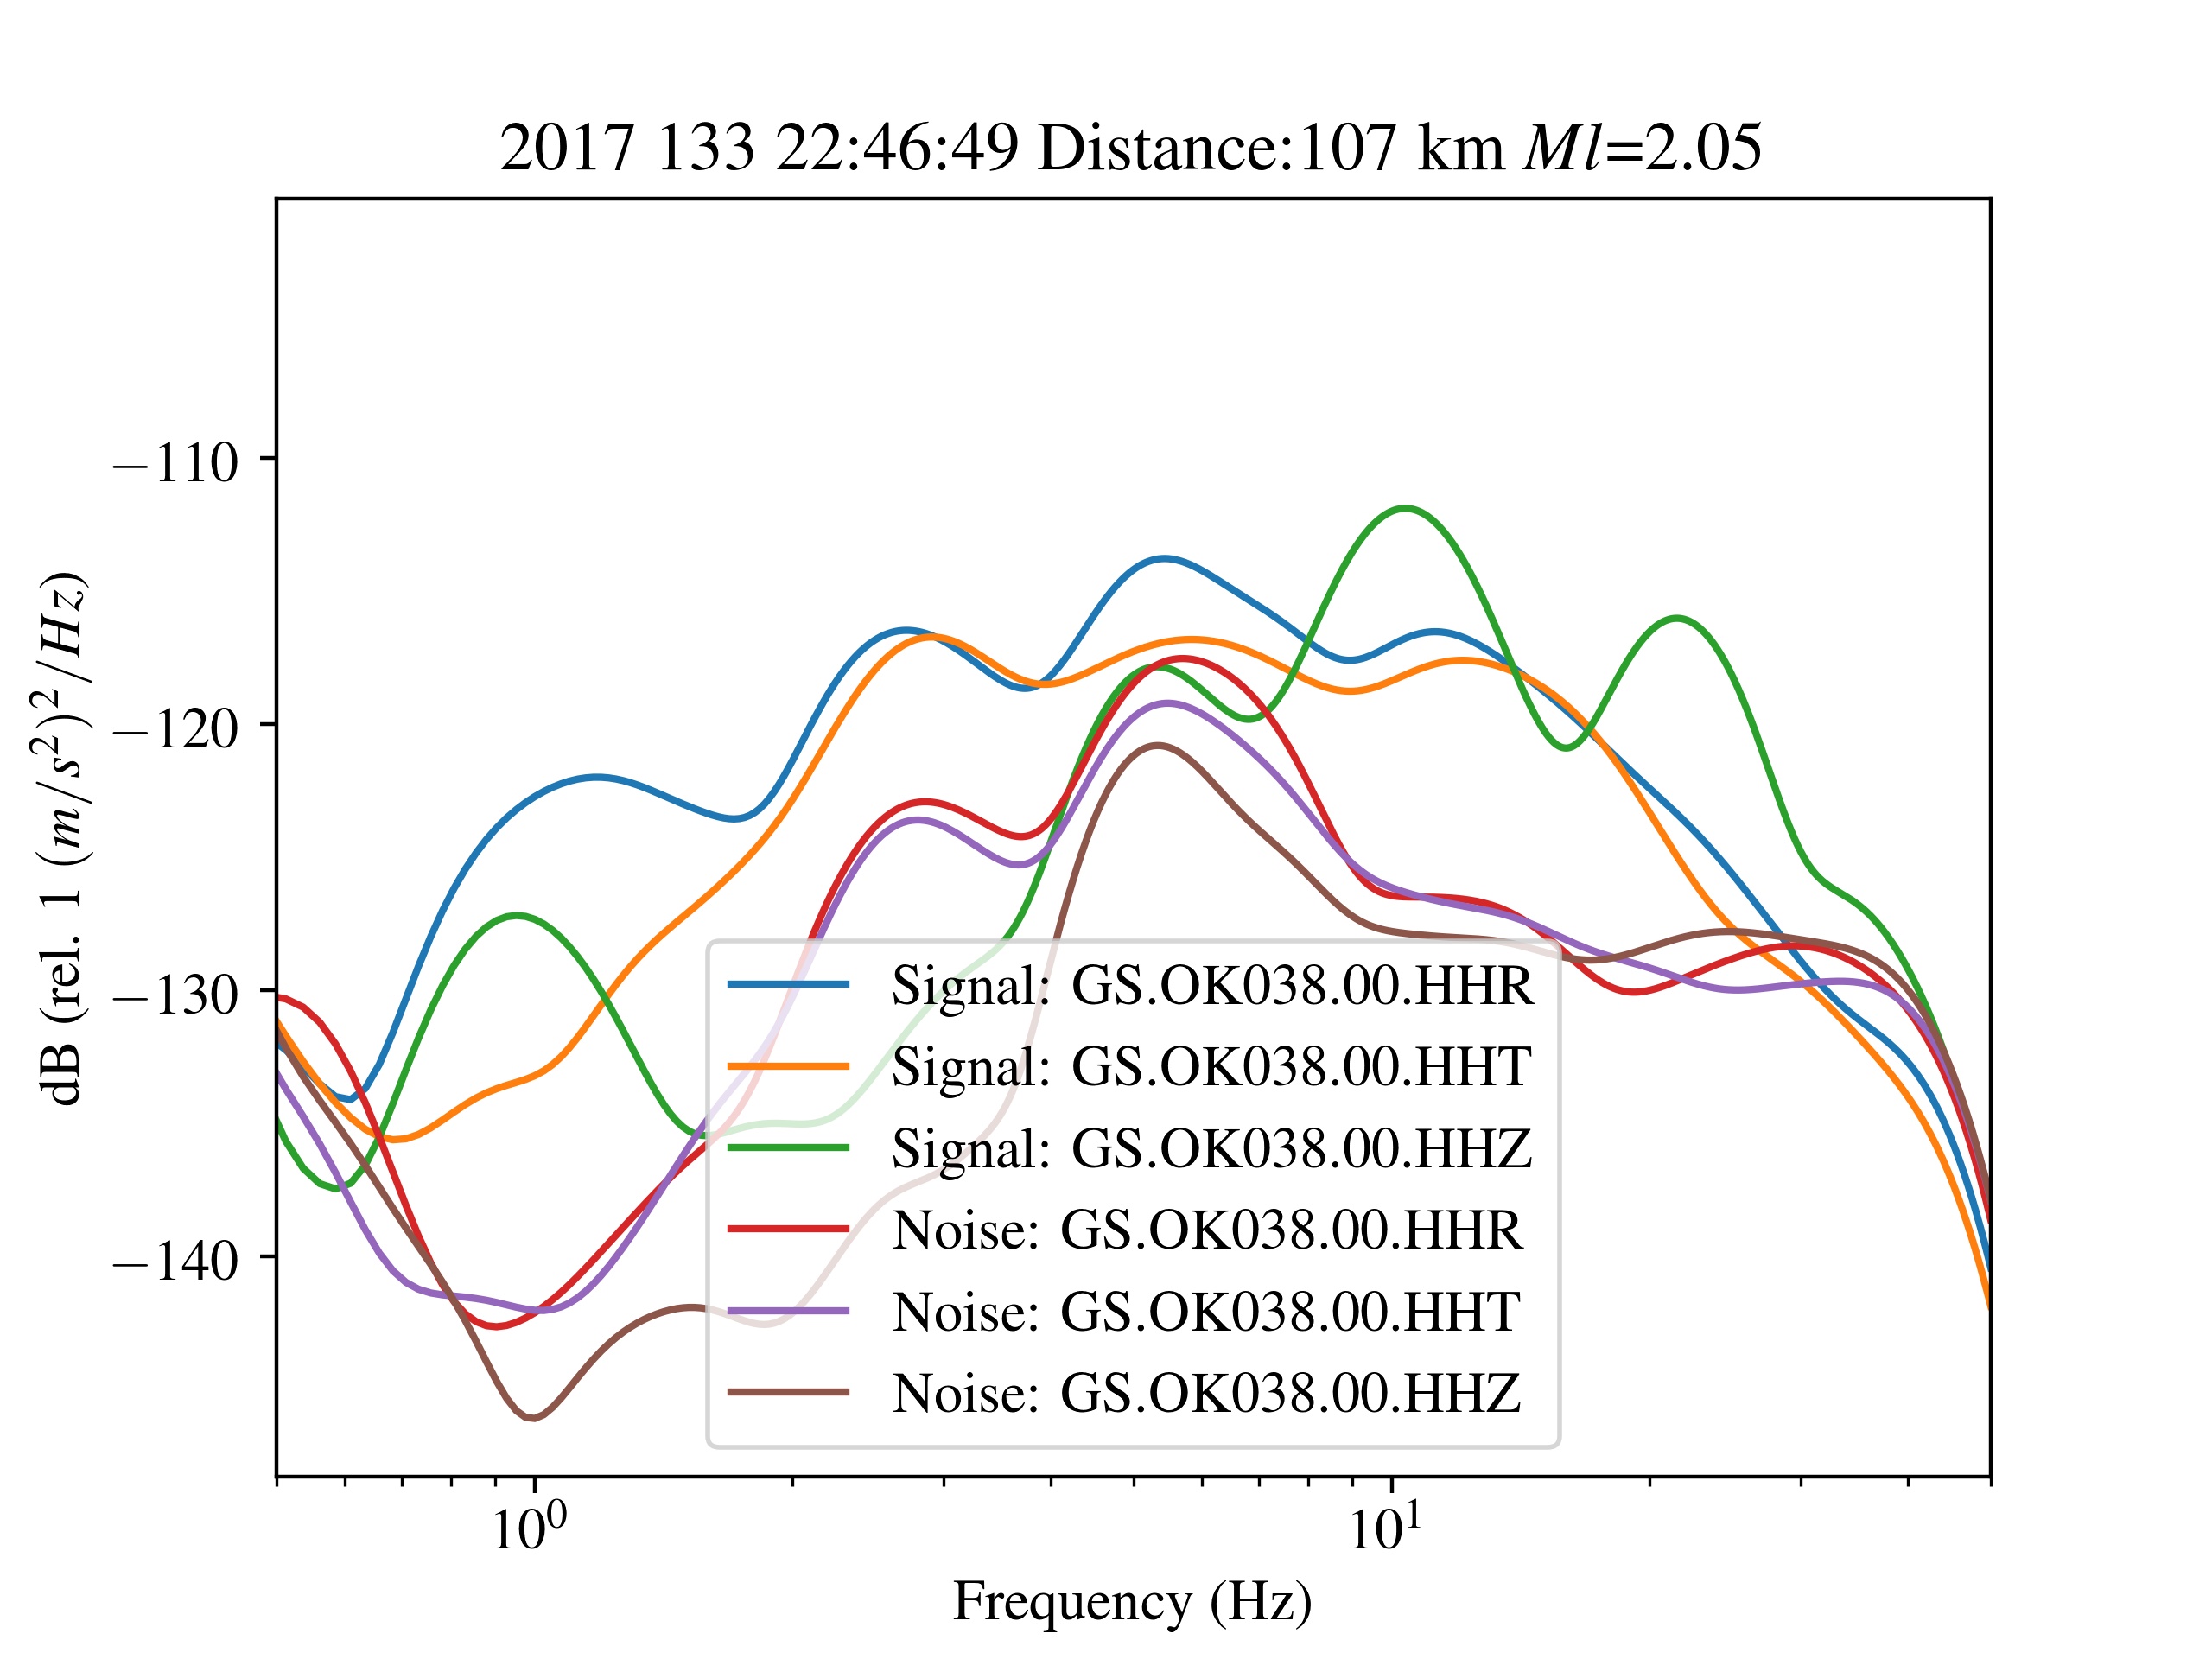 2017 133 22:46:49 Distance:107 km Ml=2.05
dB (rel. 1 (m/s²)²/Hz)
−110
−120
−130
−140
Signal: GS.OK038.00.HHR
Signal: GS.OK038.00.HHT
Signal: GS.OK038.00.HHZ
Noise: GS.OK038.00.HHR
Noise: GS.OK038.00.HHT
Noise: GS.OK038.00.HHZ
10⁰ 10¹
Frequency (Hz)